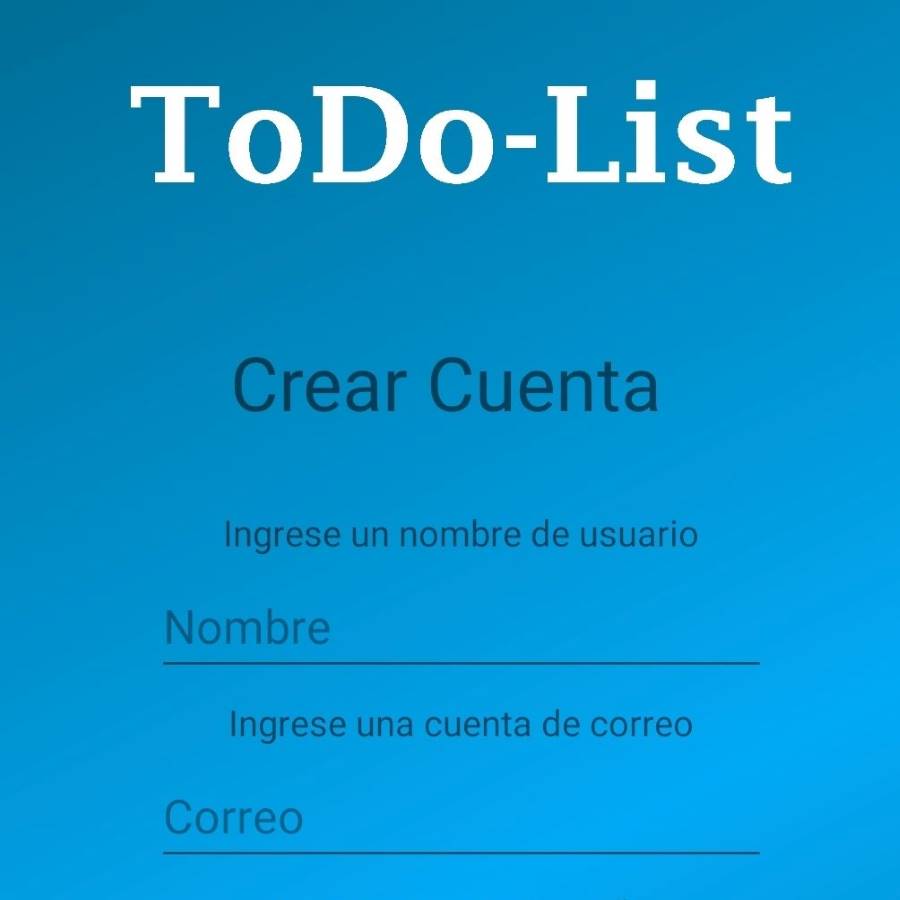 ToDo-List
Crear Cuenta
Ingrese un nombre de usuario
Nombre
Ingrese una cuenta de correo
Correo